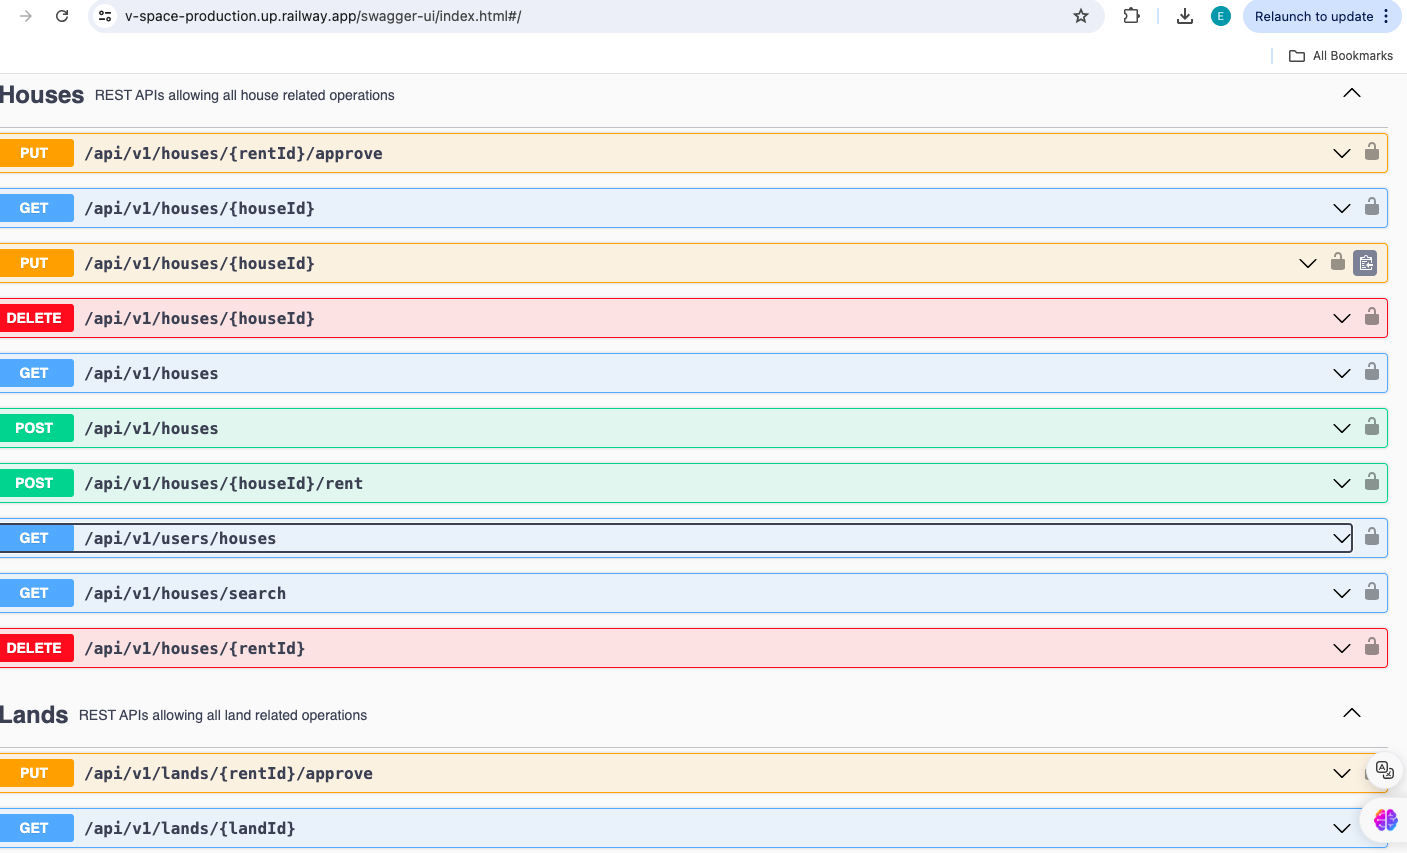 v-space-production.up.railway.app/swagger-ui/index.html#/
E
Relaunch to update
All Bookmarks
Houses REST APIs allowing all house related operations
PUT /api/v1/houses/{rentId}/approve
GET /api/v1/houses/{houseId}
PUT /api/v1/houses/{houseId}
DELETE /api/v1/houses/{houseId}
GET /api/v1/houses
POST /api/v1/houses
POST /api/v1/houses/{houseId}/rent
GET /api/v1/users/houses
GET /api/v1/houses/search
DELETE /api/v1/houses/{rentId}
Lands REST APIs allowing all land related operations
PUT /api/v1/lands/{rentId}/approve
GET /api/v1/lands/{landId}